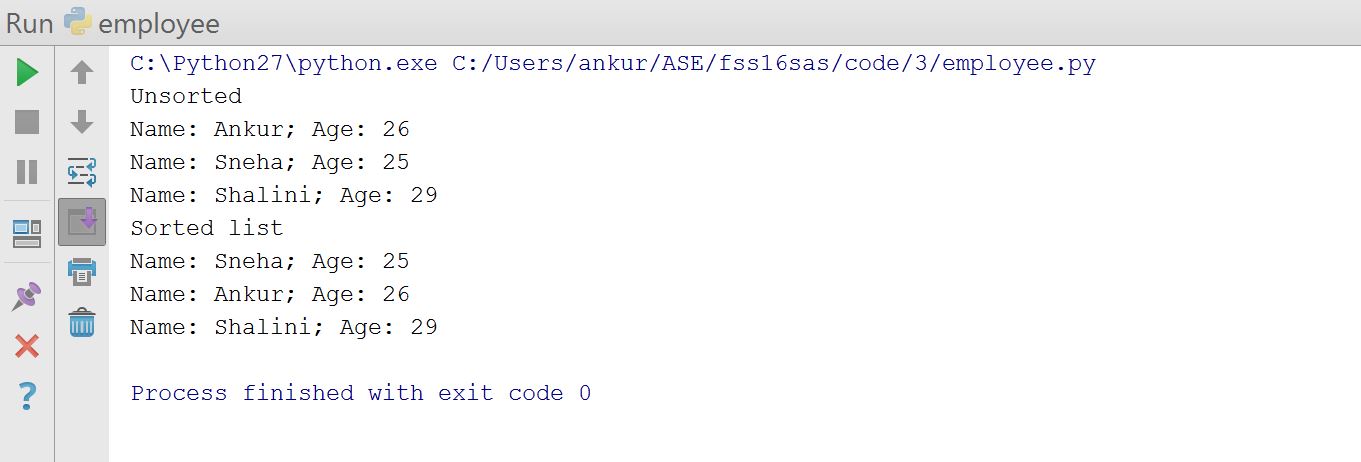 Run employee
C:\Python27\python.exe C:/Users/ankur/ASE/fss16sas/code/3/employee.py
Unsorted
Name: Ankur; Age: 26
Name: Sneha; Age: 25
Name: Shalini; Age: 29
Sorted list
Name: Sneha; Age: 25
Name: Ankur; Age: 26
Name: Shalini; Age: 29
Process finished with exit code 0